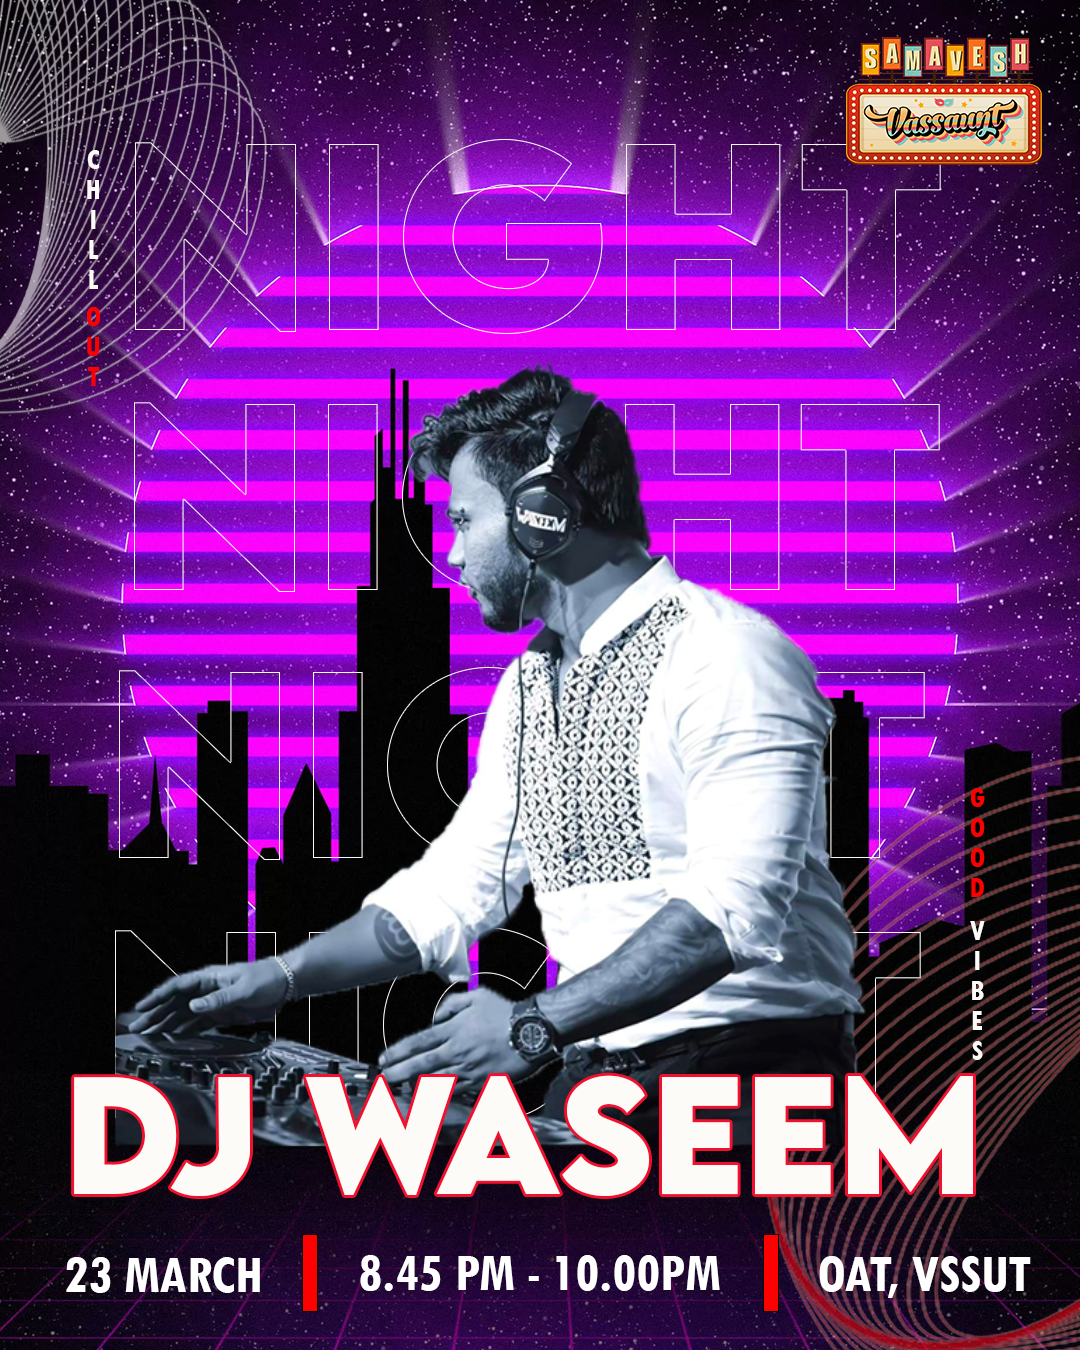 SAMAVESH
Vassaunt
CHILL OUT
NIGHT
NIGHT
NIGHT
NIGHT
WASEEM
GOOD VIBES
DJ WASEEM
23 MARCH
8.45 PM - 10.00PM
OAT, VSSUT